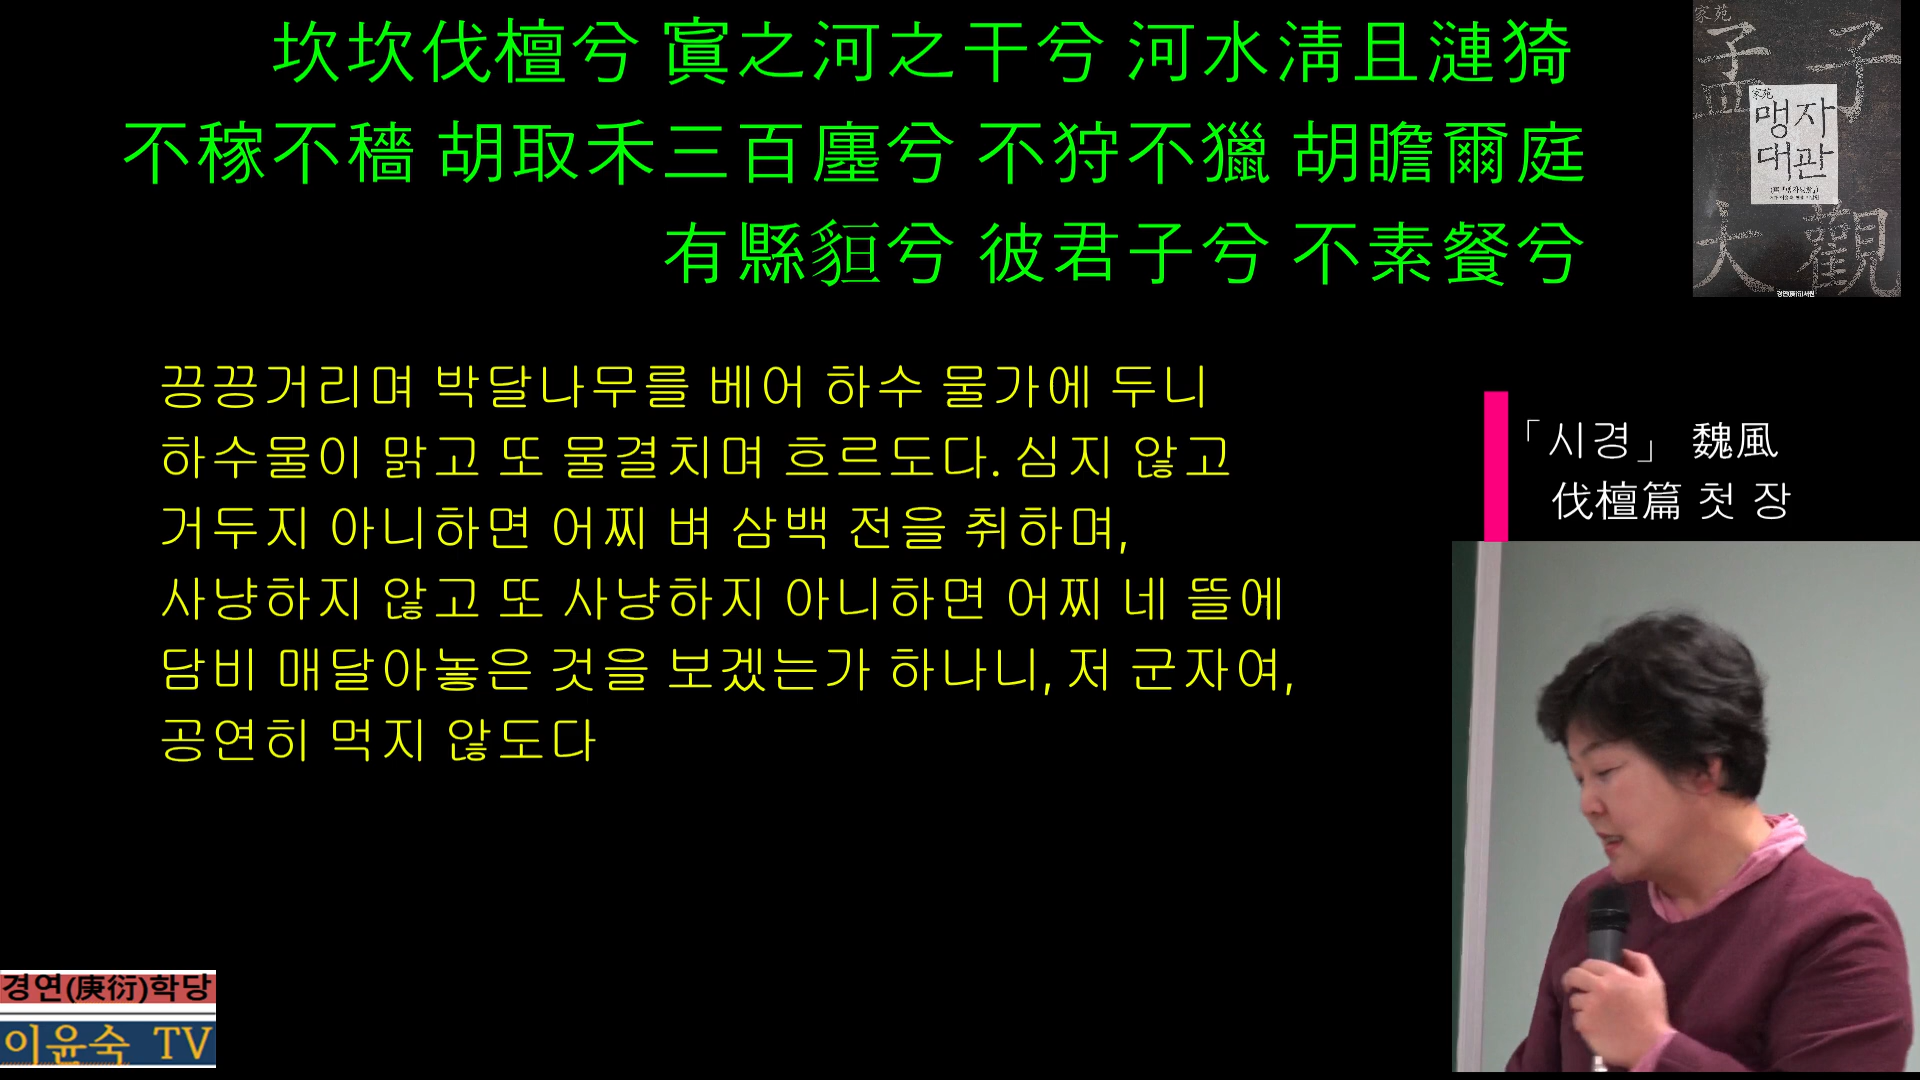 坎坎伐檀兮 寘之河之干兮 河水淸且漣猗
不稼不穡 胡取禾三百廛兮 不狩不獵 胡瞻爾庭
有縣貆兮 彼君子兮 不素餐兮
끙끙거리며 박달나무를 베어 하수 물가에 두니
하수물이 맑고 또 물결치며 흐르도다. 심지 않고
거두지 아니하면 어찌 벼 삼백 전을 취하며,
사냥하지 않고 또 사냥하지 아니하면 어찌 네 뜰에
담비 매달아놓은 것을 보겠는가 하나니, 저 군자여,
공연히 먹지 않도다
「시경」 魏風
伐檀篇 첫 장
家苑
孟子
家苑
맹자
대관
大觀
경연(庚衍)서원
경연(庚衍)학당
이윤숙 TV